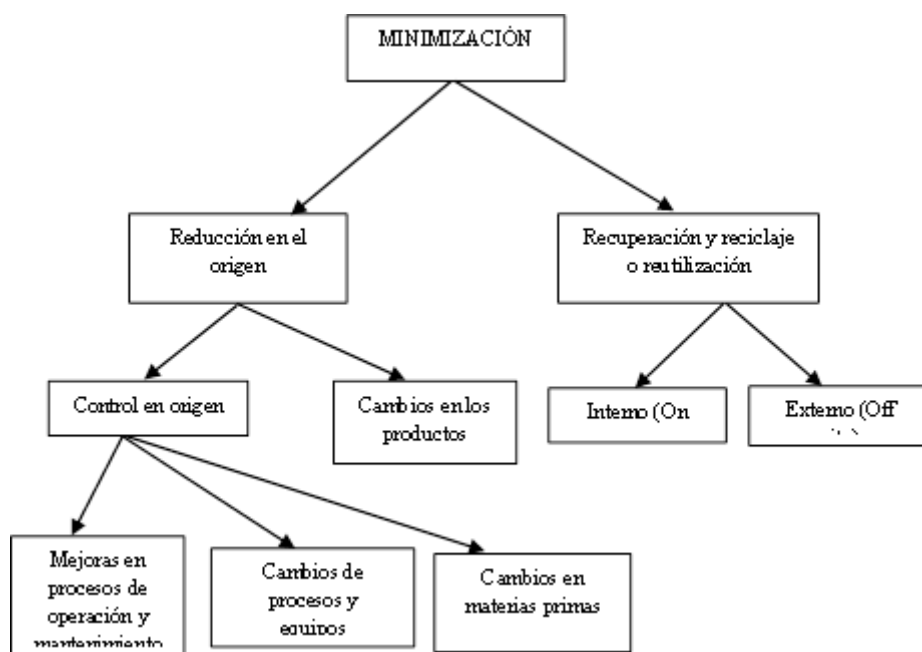 MINIMIZACIÓN
Reducción en el
origen
Recuperación y reciclaje
o reutilización
Control en origen
Cambios en los
productos
Interno (On
Externo (Off
Mejoras en
procesos de
operación y
mantenimiento
Cambios de
procesos y
equipos
Cambios en
materias primas